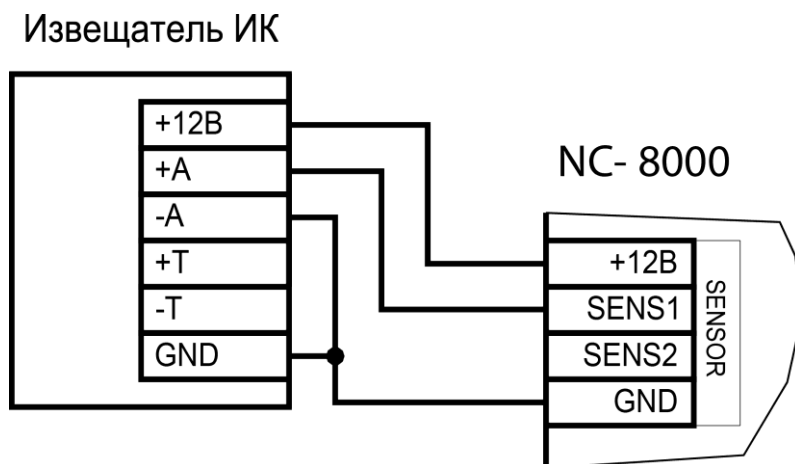 Извещатель ИК
+12В
+A
-A
+T
-T
GND
NC- 8000
+12В
SENS1
SENS2
GND
SENSOR